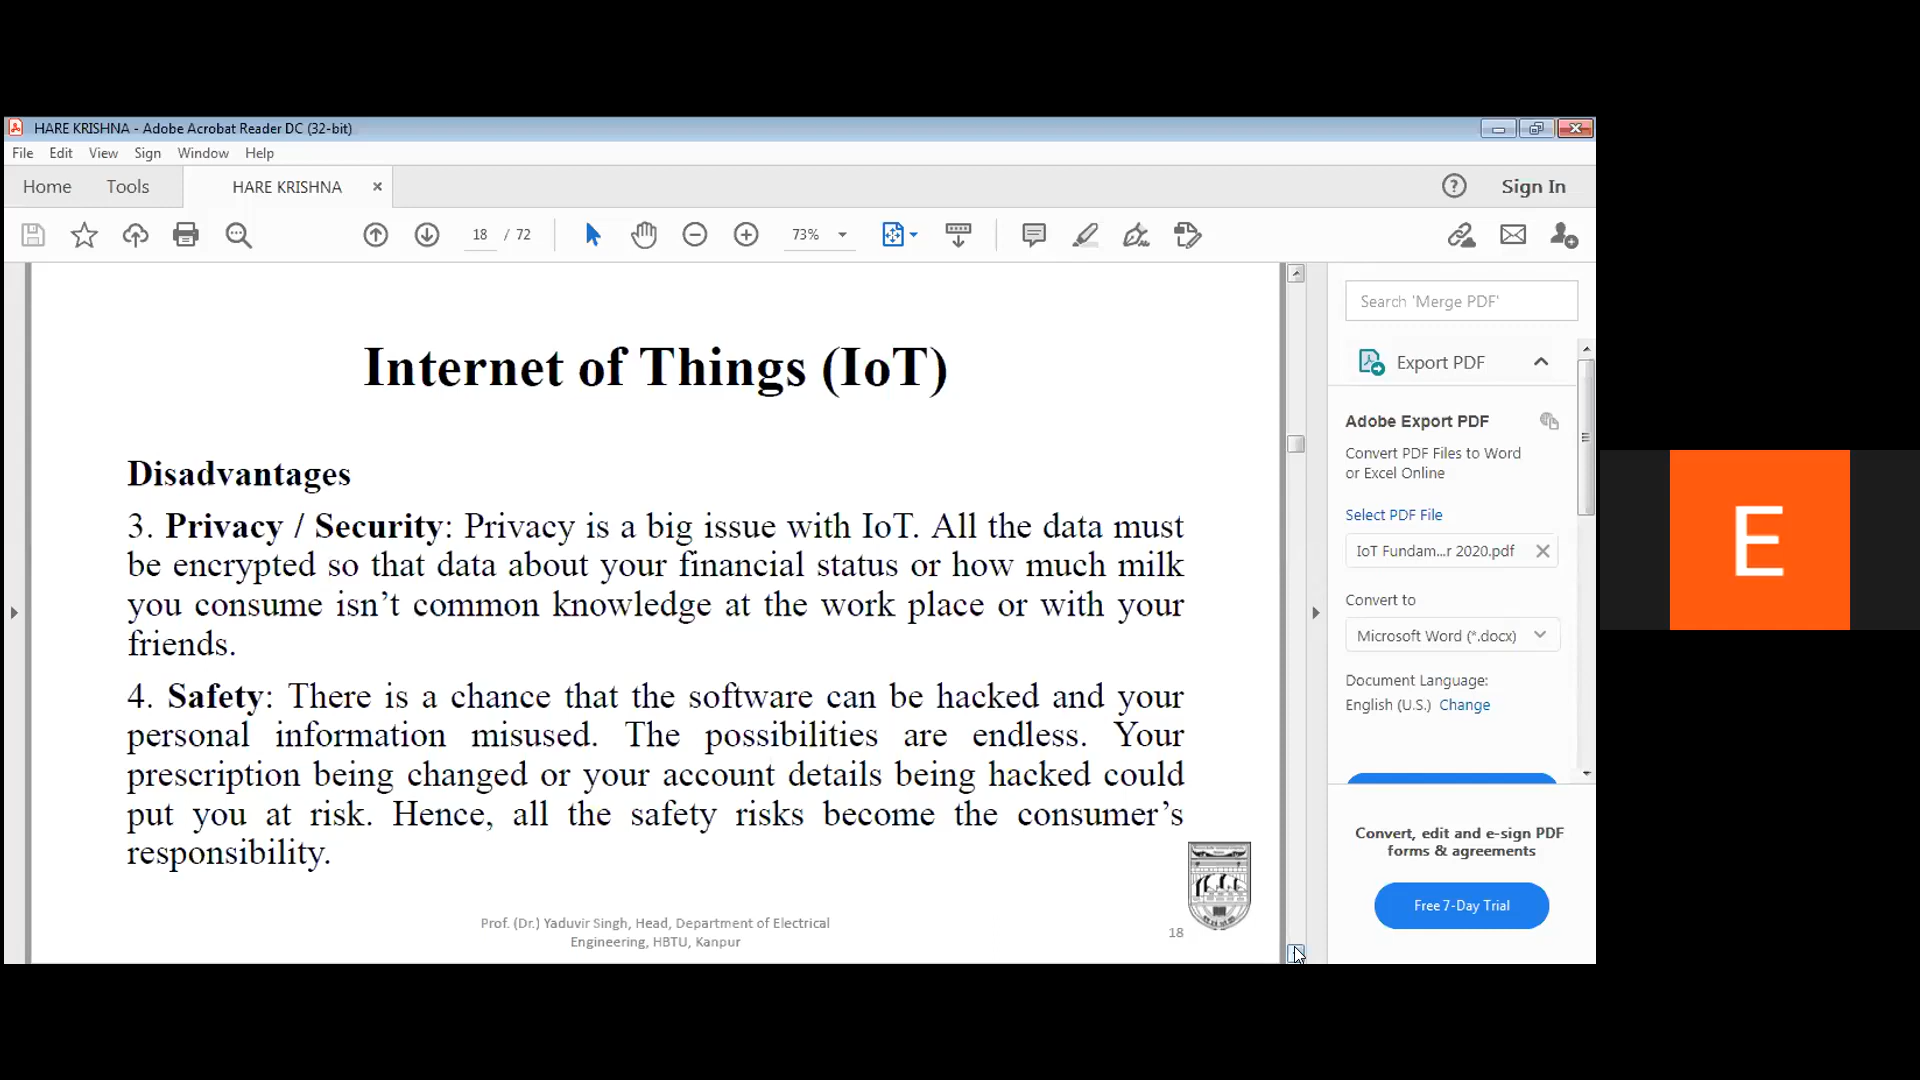 HARE KRISHNA - Adobe Acrobat Reader DC (32-bit)
File Edit View Sign Window Help
Home Tools HARE KRISHNA
Sign In
18 / 72
73%
Search 'Merge PDF'
Export PDF
Adobe Export PDF
Convert PDF Files to Word
or Excel Online
Select PDF File
IoT Fundam...r 2020.pdf
Convert to
Microsoft Word (*.docx)
Document Language:
English (U.S.) Change
Convert, edit and e-sign PDF
forms & agreements
Free 7-Day Trial
Internet of Things (IoT)
Disadvantages
3. Privacy / Security: Privacy is a big issue with IoT. All the data must
be encrypted so that data about your financial status or how much milk
you consume isn’t common knowledge at the work place or with your
friends.
4. Safety: There is a chance that the software can be hacked and your
personal information misused. The possibilities are endless. Your
prescription being changed or your account details being hacked could
put you at risk. Hence, all the safety risks become the consumer’s
responsibility.
Prof. (Dr.) Yaduvir Singh, Head, Department of Electrical
Engineering, HBTU, Kanpur
18
E